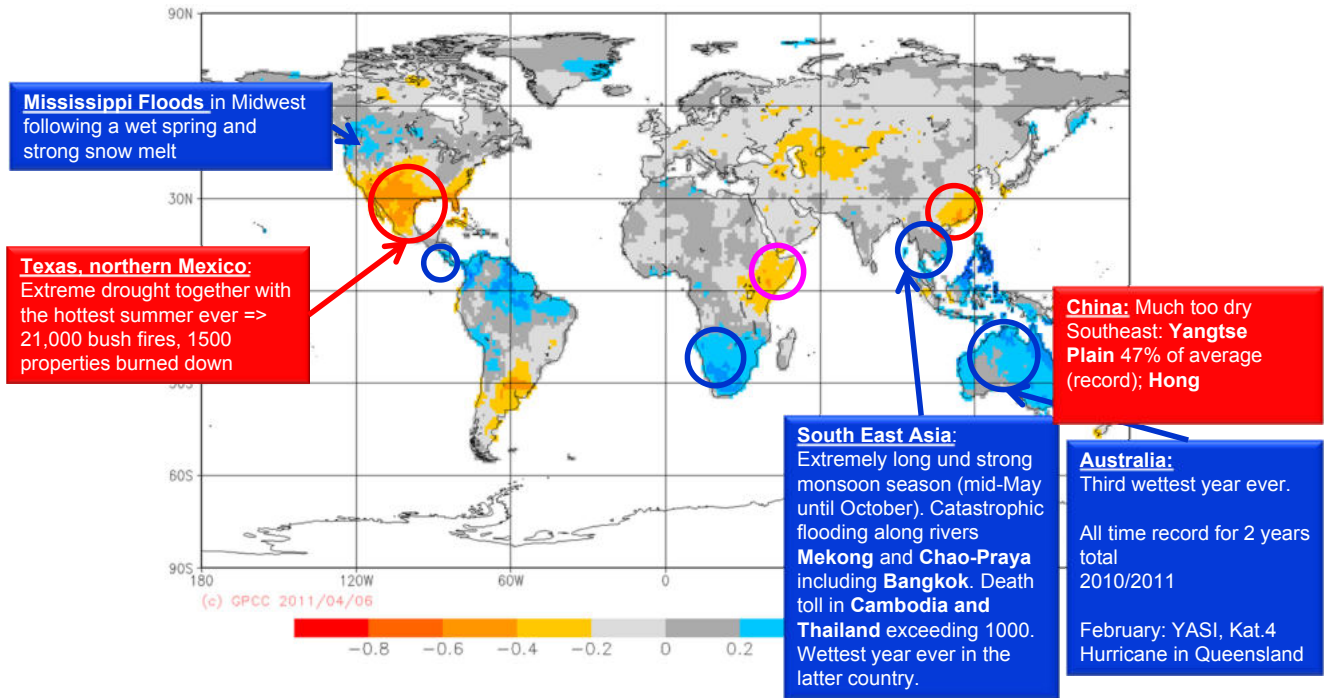 90N
Mississippi Floods in Midwest
following a wet spring and
strong snow melt
30N
Texas, northern Mexico:
Extreme drought together with
the hottest summer ever =>
21,000 bush fires, 1500
properties burned down
China: Much too dry
Southeast: Yangtse
Plain 47% of average
(record); Hong
South East Asia:
Extremely long und strong
monsoon season (mid-May
until October). Catastrophic
flooding along rivers
Mekong and Chao-Praya
including Bangkok. Death
toll in Cambodia and
Thailand exceeding 1000.
Wettest year ever in the
latter country.
Australia:
Third wettest year ever.
All time record for 2 years
total
2010/2011
February: YASI, Kat.4
Hurricane in Queensland
60S
90S
180 120W 60W 0
(c) GPCC 2011/04/06
−0.8 −0.6 −0.4 −0.2 0 0.2